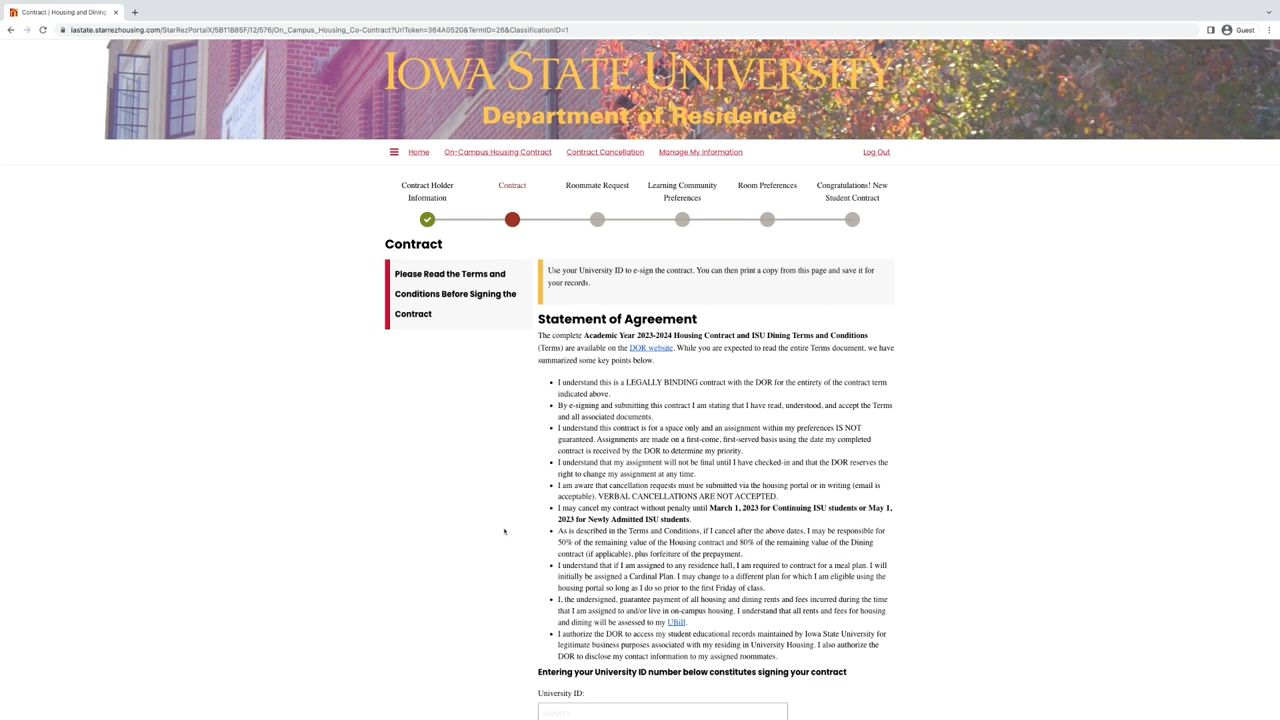 Contract | Housing and Dining
iastate.starrezhousing.com/StarRezPortalX/5B11B85F/12/576/On_Campus_Housing_Co-Contract?UrlToken=364A0520&TermID=26&ClassificationID=1
Guest
IOWA STATE UNIVERSITY
Department of Residence
Home On-Campus Housing Contract Contract Cancellation Manage My Information Log Out
Contract Holder Information
Contract
Roommate Request
Learning Community Preferences
Room Preferences
Congratulations! New Student Contract
Contract
Please Read the Terms and
Conditions Before Signing the
Contract
Use your University ID to e-sign the contract. You can then print a copy from this page and save it for
your records.
Statement of Agreement
The complete Academic Year 2023-2024 Housing Contract and ISU Dining Terms and Conditions
(Terms) are available on the DOR website. While you are expected to read the entire Terms document, we have
summarized some key points below.
• I understand this is a LEGALLY BINDING contract with the DOR for the entirety of the contract term
indicated above.
• By e-signing and submitting this contract I am stating that I have read, understood, and accept the Terms
and all associated documents.
• I understand this contract is for a space only and an assignment within my preferences IS NOT
guaranteed. Assignments are made on a first-come, first-served basis using the date my completed
contract is received by the DOR to determine my priority.
• I understand that my assignment will not be final until I have checked-in and that the DOR reserves the
right to change my assignment at any time.
• I am aware that cancellation requests must be submitted via the housing portal or in writing (email is
acceptable). VERBAL CANCELLATIONS ARE NOT ACCEPTED.
• I may cancel my contract without penalty until March 1, 2023 for Continuing ISU students or May 1,
2023 for Newly Admitted ISU students.
• As is described in the Terms and Conditions, if I cancel after the above dates, I may be responsible for
50% of the remaining value of the Housing contract and 80% of the remaining value of the Dining
contract (if applicable), plus forfeiture of the prepayment.
• I understand that if I am assigned to any residence hall, I am required to contract for a meal plan. I will
initially be assigned a Cardinal Plan. I may change to a different plan for which I am eligible using the
housing portal so long as I do so prior to the first Friday of class.
• I, the undersigned, guarantee payment of all housing and dining rents and fees incurred during the time
that I am assigned to and/or live in on-campus housing. I understand that all rents and fees for housing
and dining will be assessed to my UBill.
• I authorize the DOR to access my student educational records maintained by Iowa State University for
legitimate business purposes associated with my residing in University Housing. I also authorize the
DOR to disclose my contact information to my assigned roommates.
Entering your University ID number below constitutes signing your contract
University ID: